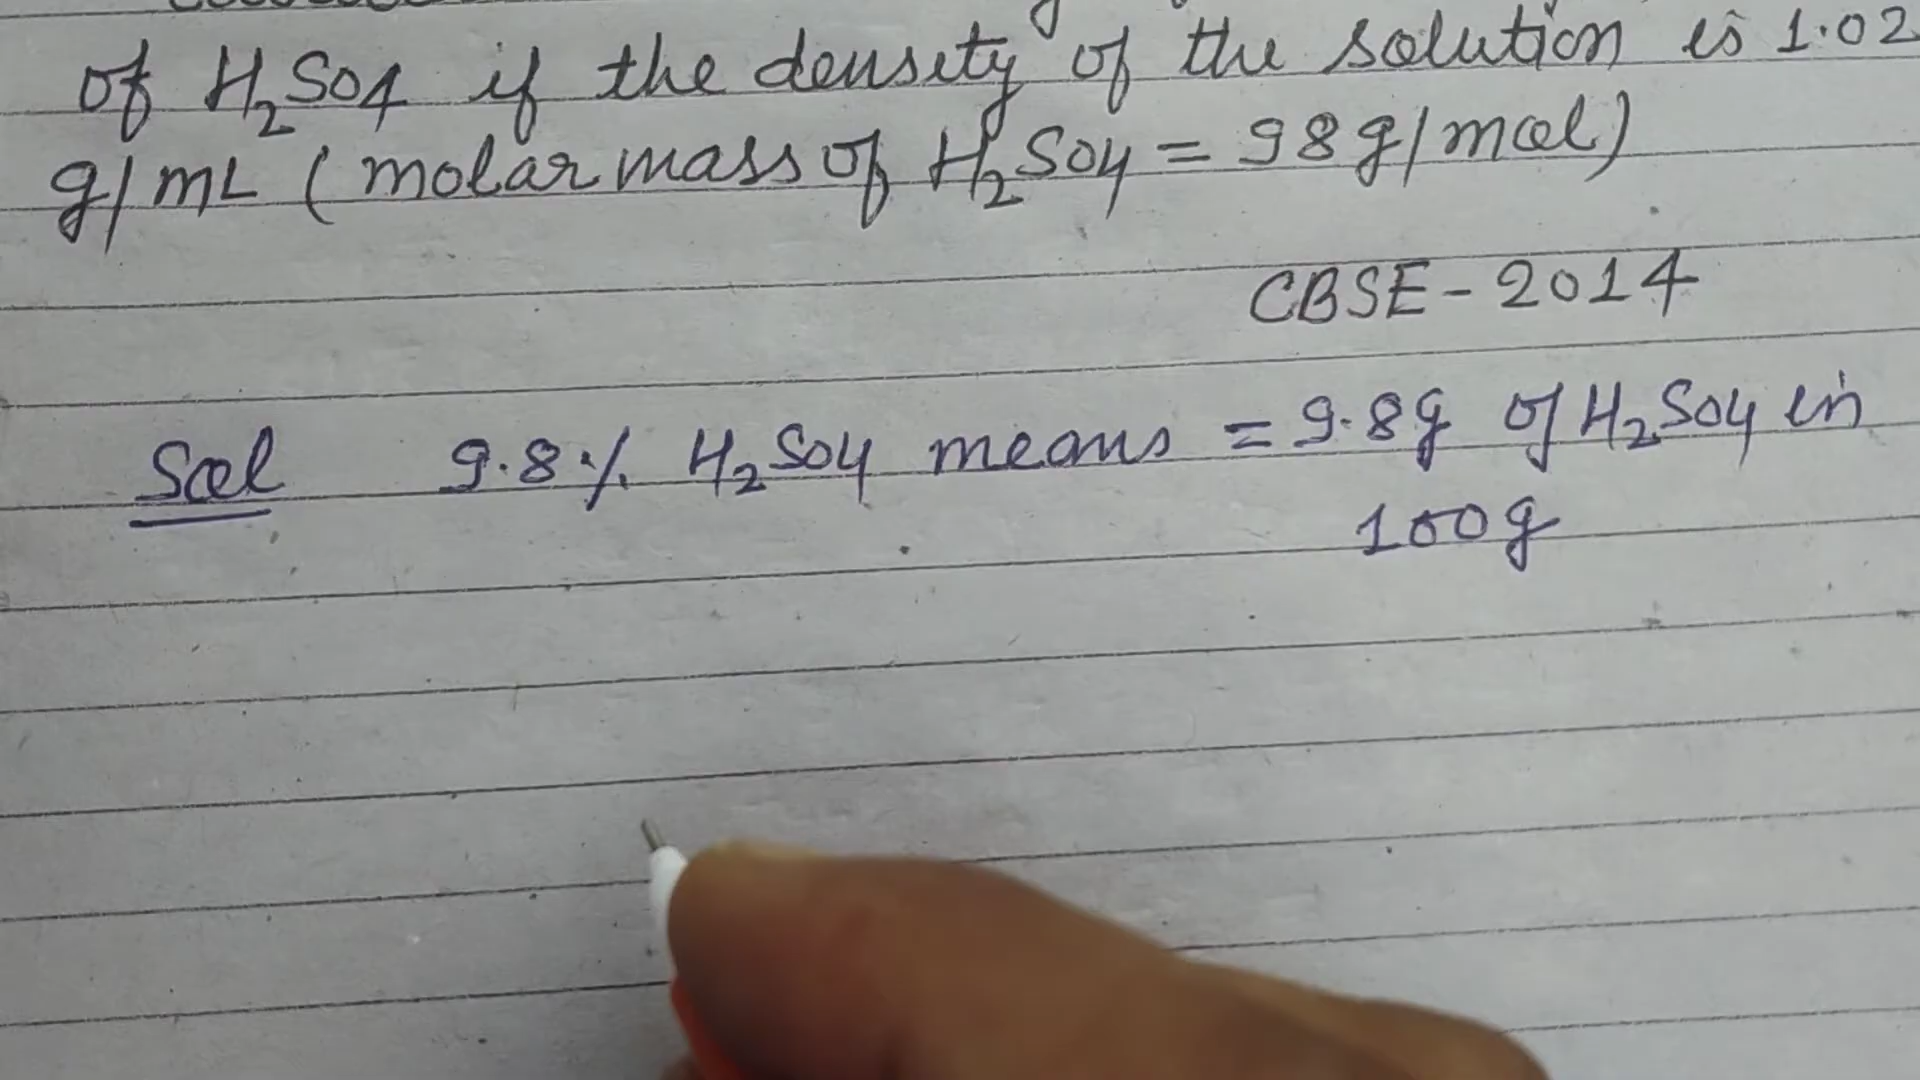 of H₂SO4 if the density of the solution is 1.02
g/mL (molar mass of H₂SO4 = 98g/mol)
CBSE-2014
Sol 9.8% H₂SO4 means = 9.8g of H₂SO4 in
100g